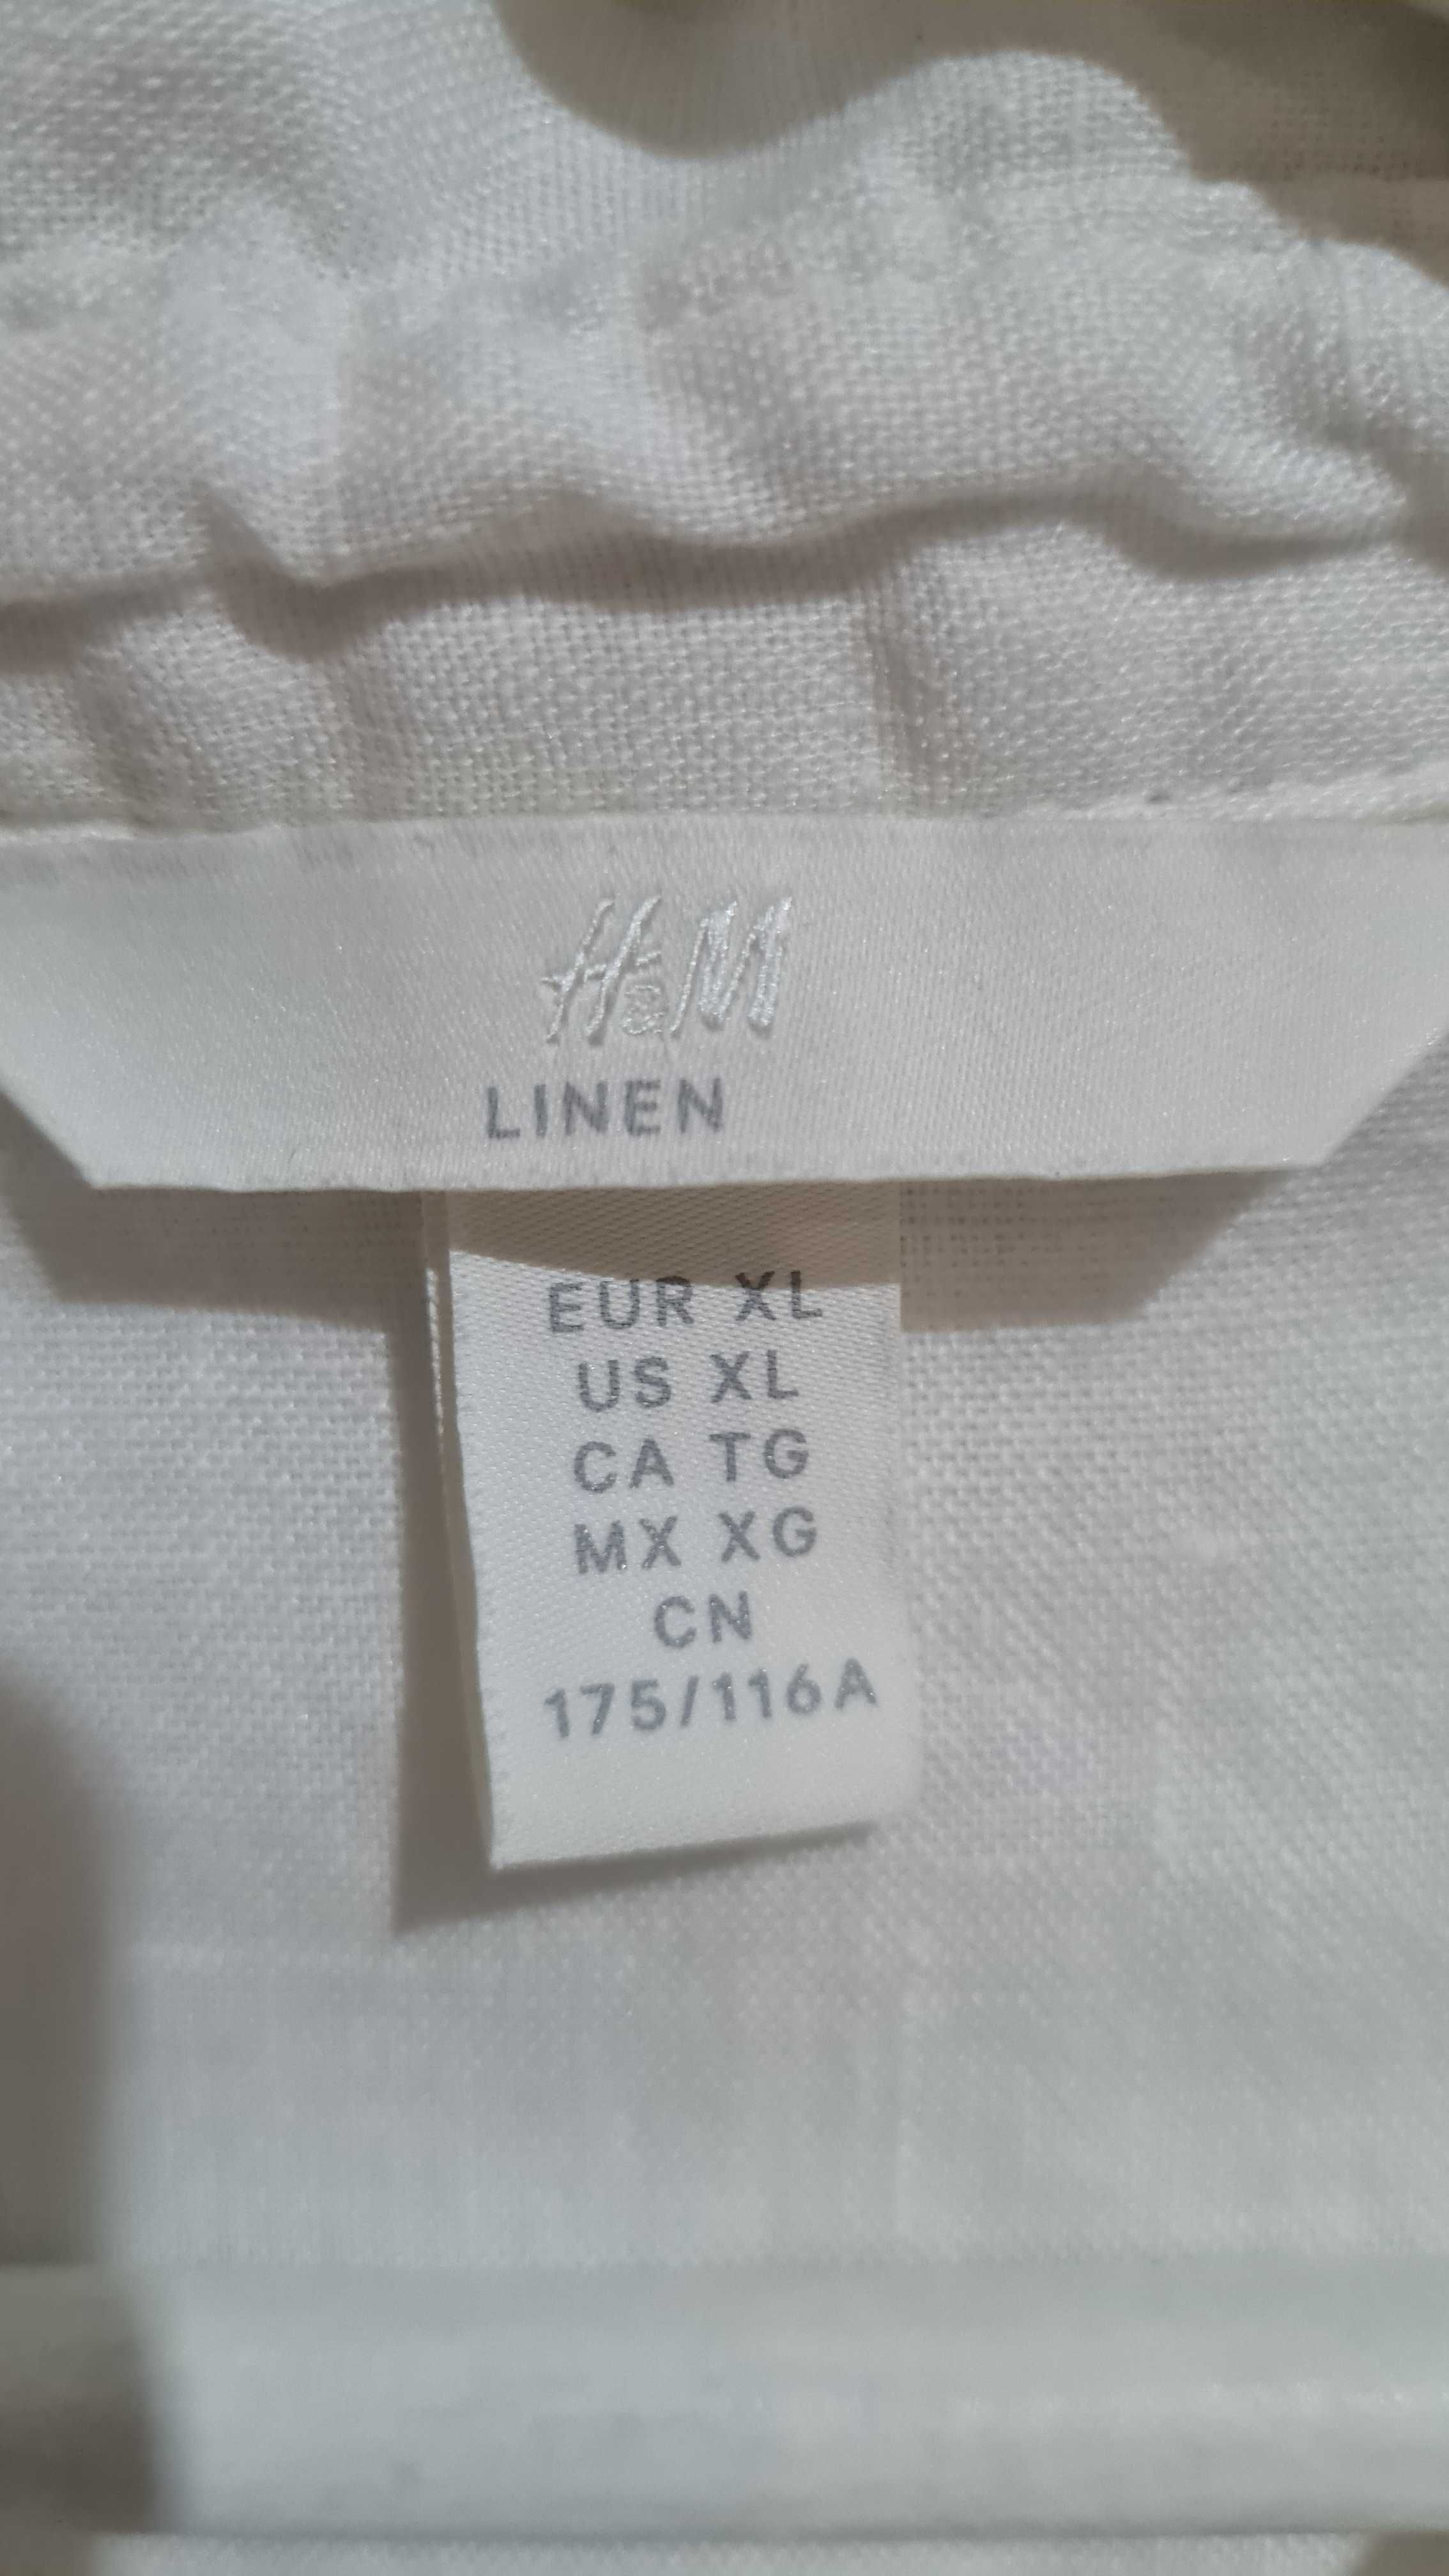 H&M
LINEN
EUR XL
US XL
CA TG
MX XG
CN
175/116A